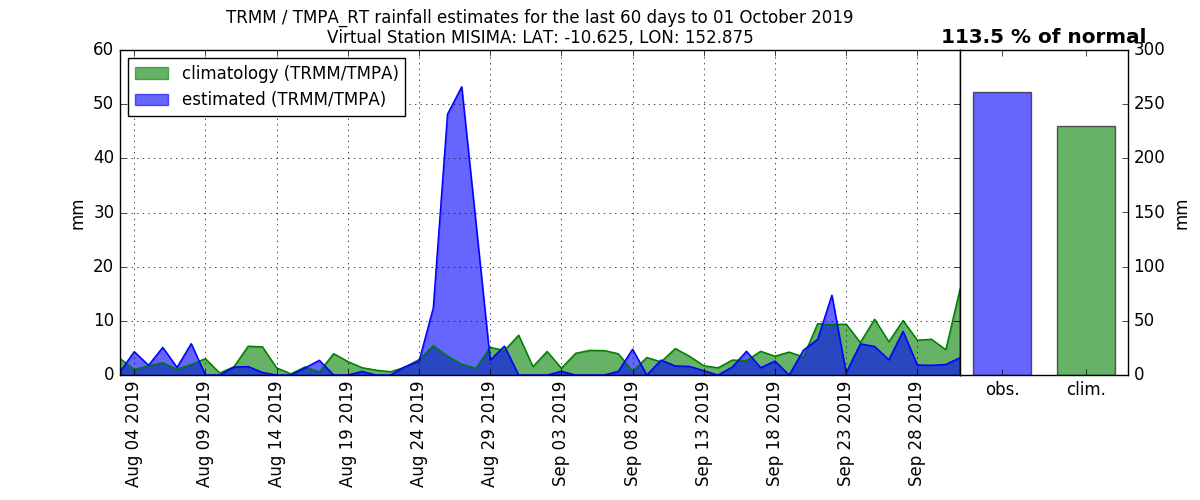 TRMM / TMPA_RT rainfall estimates for the last 60 days to 01 October 2019
Virtual Station MISIMA: LAT: -10.625, LON: 152.875
113.5 % of normal
climatology (TRMM/TMPA)
estimated (TRMM/TMPA)
60
50
40
30
20
10
0
mm
Aug 04 2019
Aug 09 2019
Aug 14 2019
Aug 19 2019
Aug 24 2019
Aug 29 2019
Sep 03 2019
Sep 08 2019
Sep 13 2019
Sep 18 2019
Sep 23 2019
Sep 28 2019
obs.
clim.
300
250
200
150
100
50
0
mm